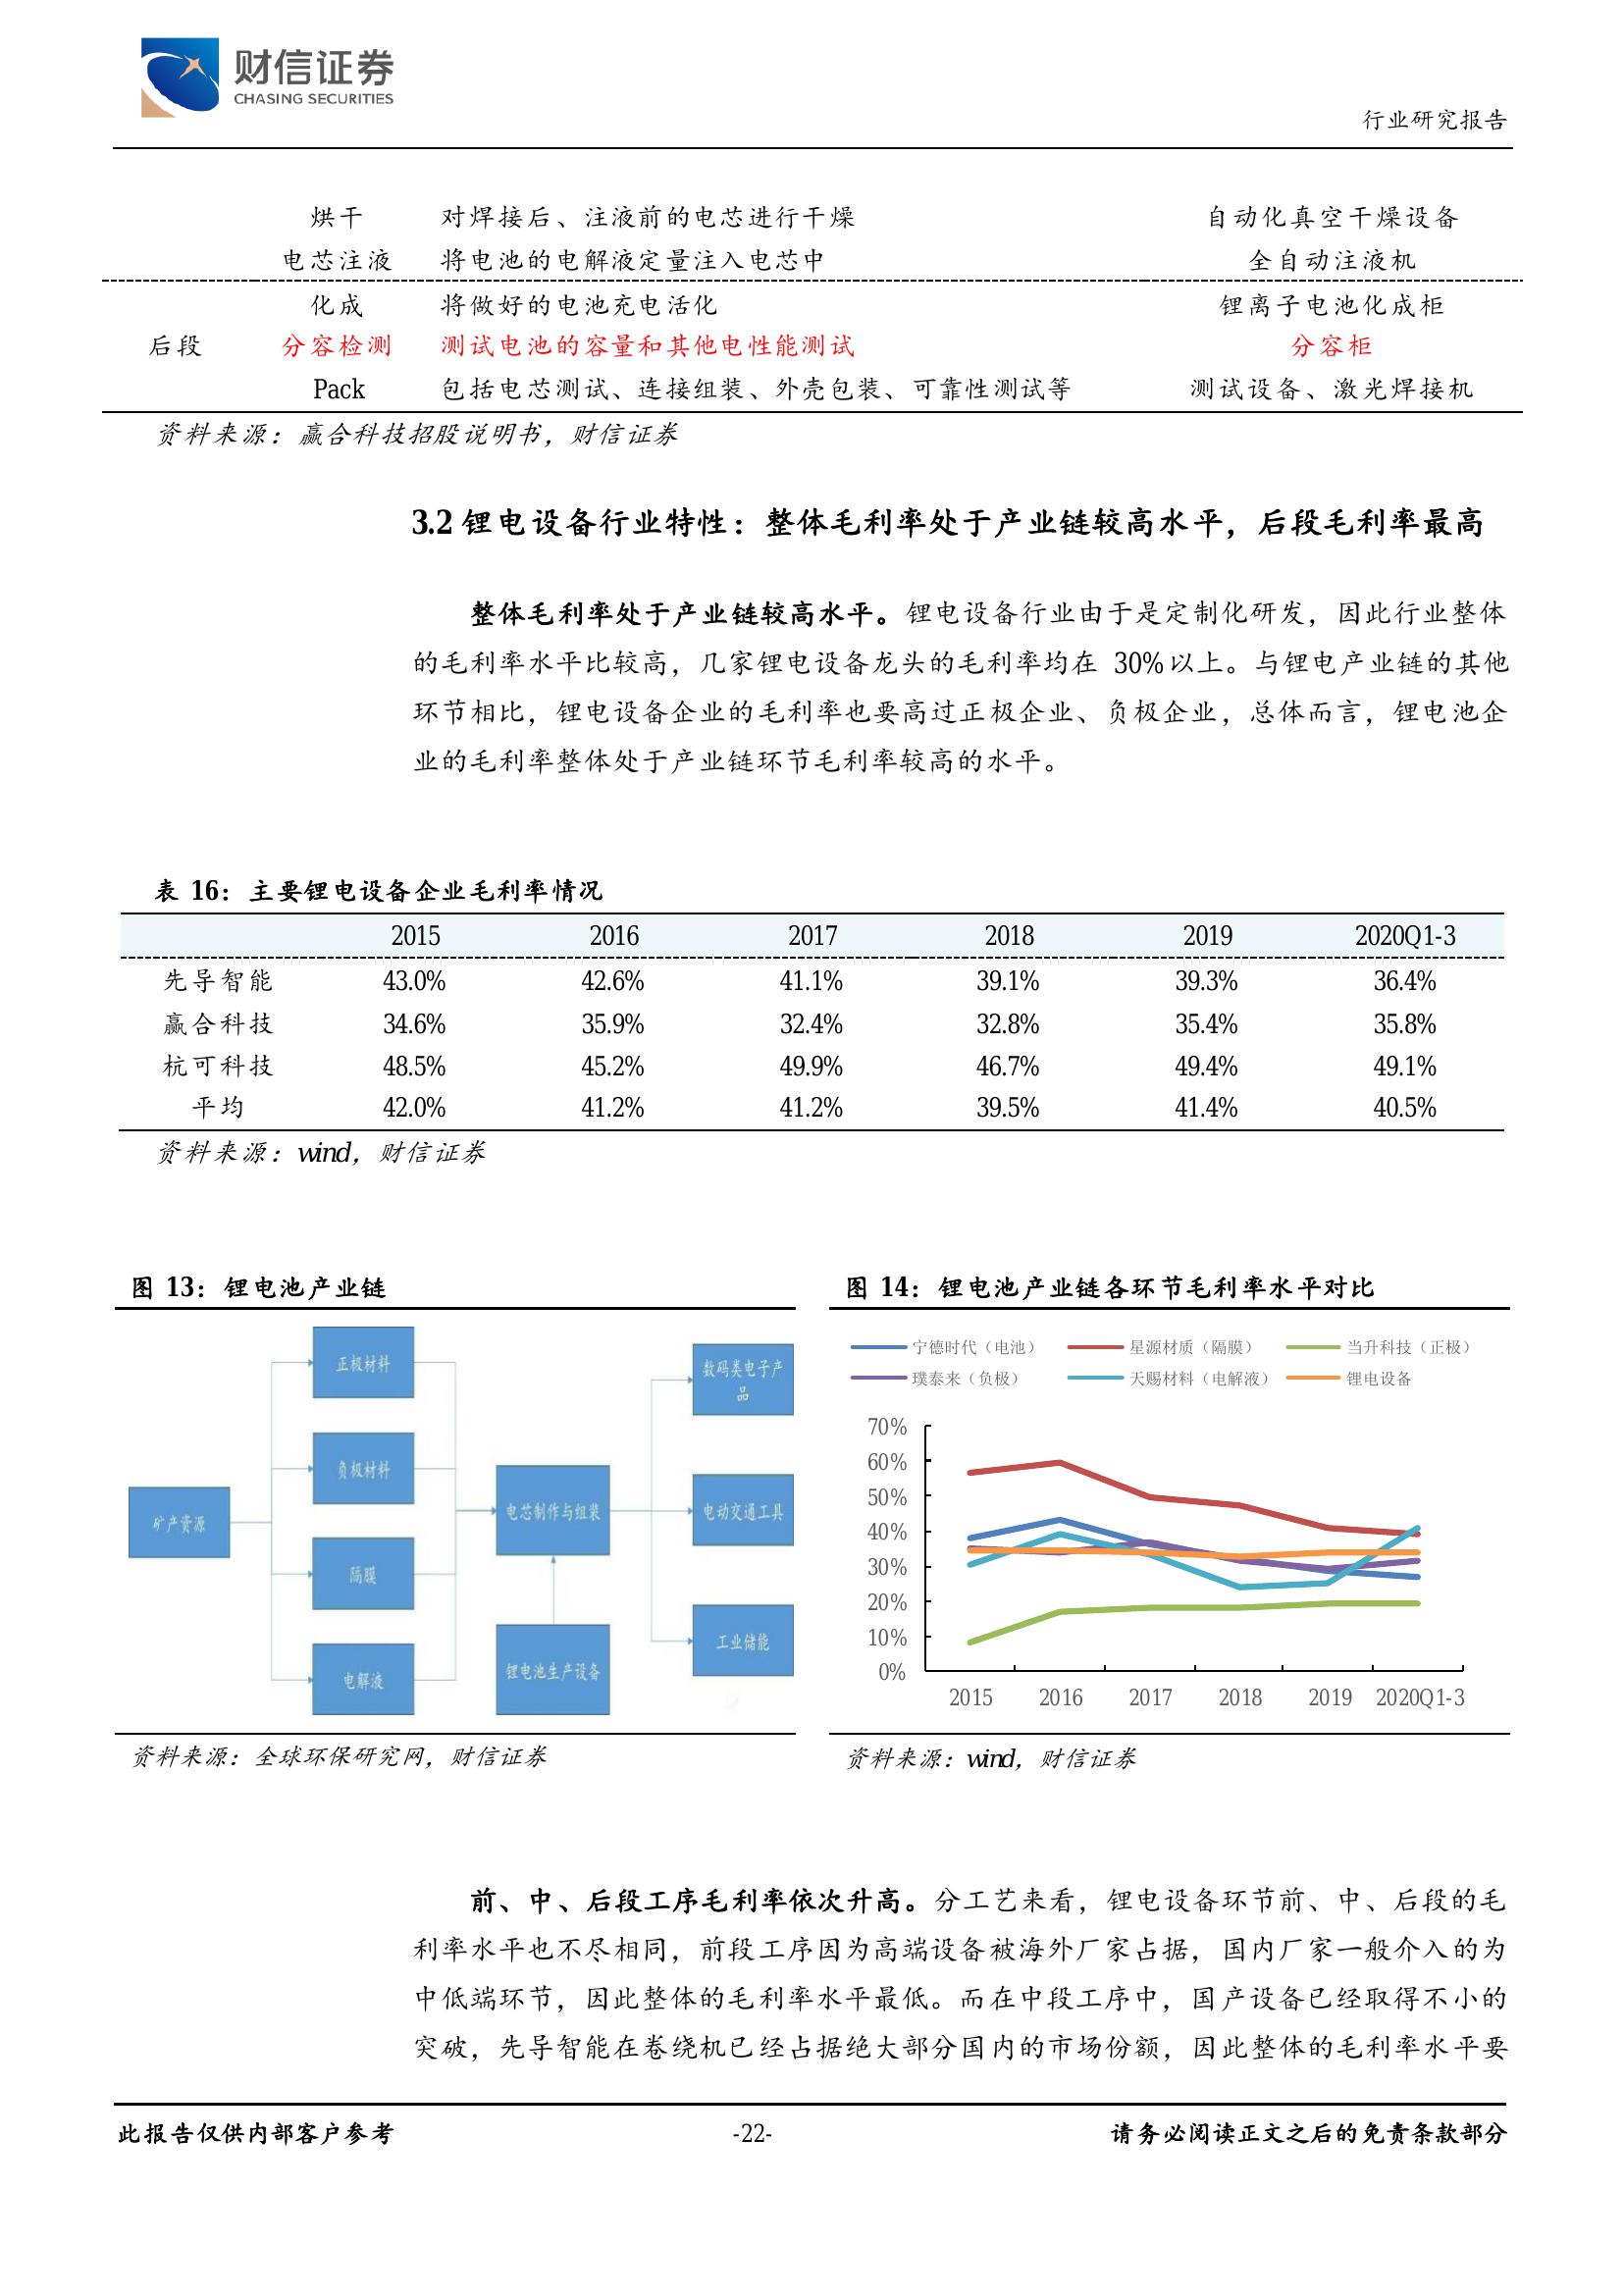 财信证券
CHASING SECURITIES
行业研究报告
烘干 对焊接后、注液前的电芯进行干燥 自动化真空干燥设备
电芯注液 将电池的电解液定量注入电芯中 全自动注液机
化成 将做好的电池充电活化 锂离子电池化成柜
后段 分容检测 测试电池的容量和其他电性能测试 分容柜
Pack 包括电芯测试、连接组装、外壳包装、可靠性测试等 测试设备、激光焊接机
资料来源：赢合科技招股说明书，财信证券
3.2 锂电设备行业特性：整体毛利率处于产业链较高水平，后段毛利率最高
整体毛利率处于产业链较高水平。锂电设备行业由于是定制化研发，因此行业整体
的毛利率水平比较高，几家锂电设备龙头的毛利率均在 30%以上。与锂电产业链的其他
环节相比，锂电设备企业的毛利率也要高过正极企业、负极企业，总体而言，锂电池企
业的毛利率整体处于产业链环节毛利率较高的水平。
表 16：主要锂电设备企业毛利率情况
2015 2016 2017 2018 2019 2020Q1-3
先导智能 43.0% 42.6% 41.1% 39.1% 39.3% 36.4%
赢合科技 34.6% 35.9% 32.4% 32.8% 35.4% 35.8%
杭可科技 48.5% 45.2% 49.9% 46.7% 49.4% 49.1%
平均 42.0% 41.2% 41.2% 39.5% 41.4% 40.5%
资料来源：wind，财信证券
图 13：锂电池产业链
矿产资源
正极材料
负极材料
隔膜
电解液
电芯制作与组装
锂电池生产设备
数码类电子产
品
电动交通工具
工业储能
资料来源：全球环保研究网，财信证券
图 14：锂电池产业链各环节毛利率水平对比
宁德时代（电池） 星源材质（隔膜） 当升科技（正极）
璞泰来（负极） 天赐材料（电解液） 锂电设备
70%
60%
50%
40%
30%
20%
10%
0%
2015 2016 2017 2018 2019 2020Q1-3
资料来源：wind，财信证券
前、中、后段工序毛利率依次升高。分工艺来看，锂电设备环节前、中、后段的毛
利率水平也不尽相同，前段工序因为高端设备被海外厂家占据，国内厂家一般介入的为
中低端环节，因此整体的毛利率水平最低。而在中段工序中，国产设备已经取得不小的
突破，先导智能在卷绕机已经占据绝大部分国内的市场份额，因此整体的毛利率水平要
此报告仅供内部客户参考 -22- 请务必阅读正文之后的免责条款部分